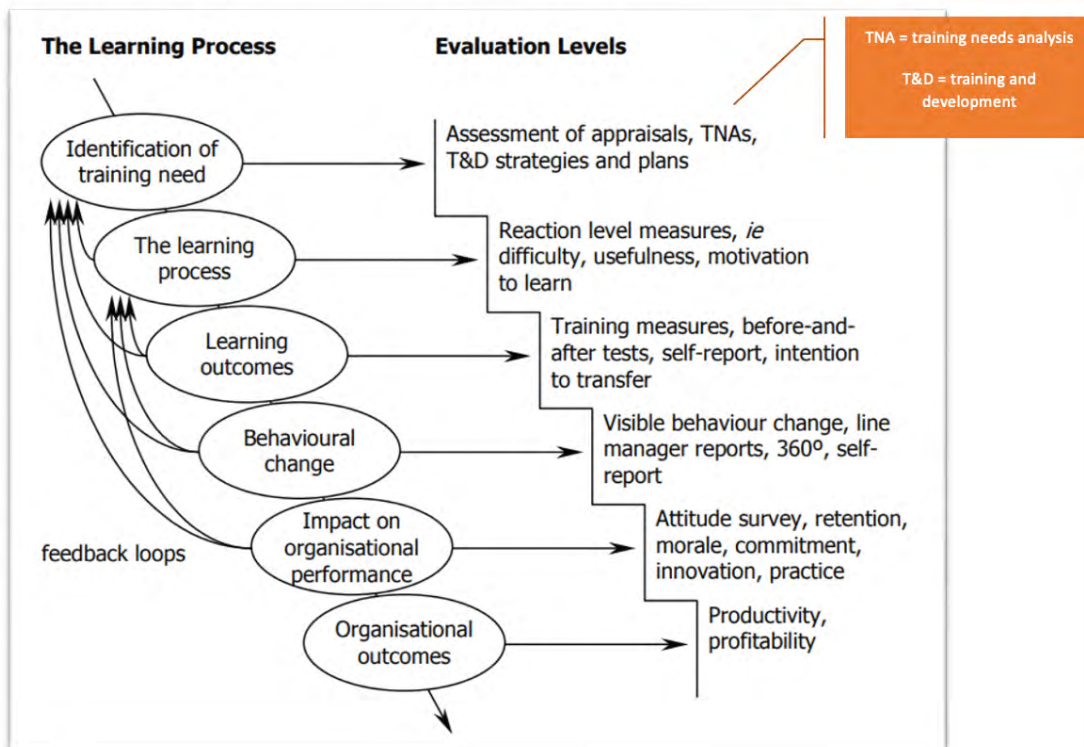 The Learning Process
Evaluation Levels
TNA = training needs analysis
T&D = training and
development
Identification of
training need
Assessment of appraisals, TNAs,
T&D strategies and plans
The learning
process
Reaction level measures, ie
difficulty, usefulness, motivation
to learn
Learning
outcomes
Training measures, before-and-
after tests, self-report, intention
to transfer
Behavioural
change
Visible behaviour change, line
manager reports, 360º, self-
report
feedback loops
Impact on
organisational
performance
Attitude survey, retention,
morale, commitment,
innovation, practice
Organisational
outcomes
Productivity,
profitability